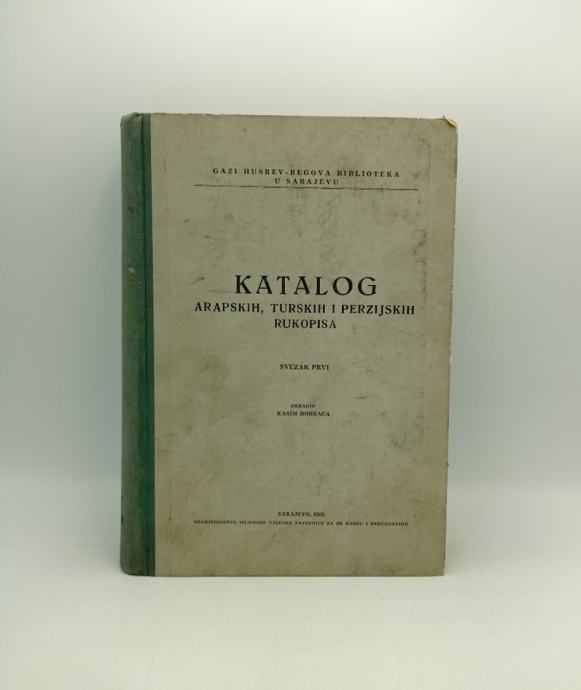 GAZI HUSREV-BEGOVA BIBLIOTEKA
U SARAJEVU
KATALOG
ARAPSKIH, TURSKIH I PERZIJSKIH
RUKOPISA
SVEZAK PRVI
OBRADIO
KASIM DOBRAČA
SARAJEVO, 1963.
STARJEŠINSTVO ISLAMSKE VJERSKE ZAJEDNICE ZA SR BOSNU I HERCEGOVINU